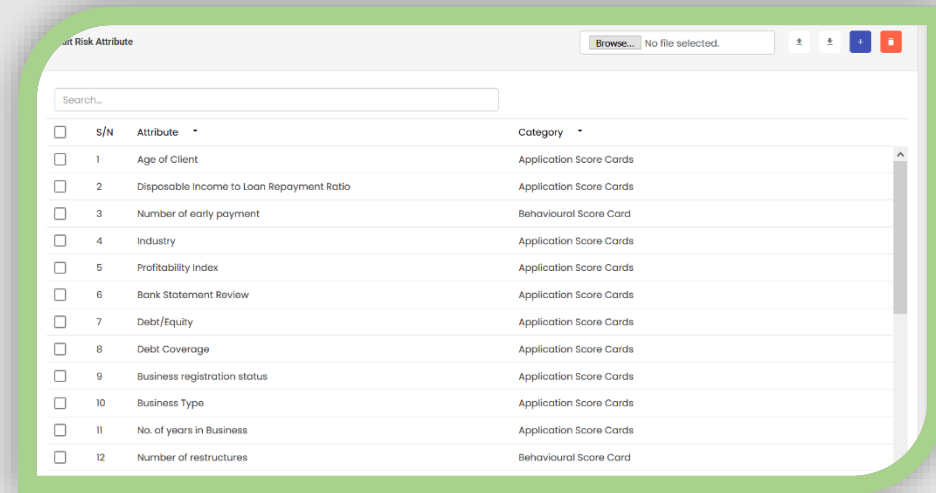 Risk Attribute
Browse... No file selected.
Search...
S/N Attribute Category
1 Age of Client Application Score Cards
2 Disposable Income to Loan Repayment Ratio Application Score Cards
3 Number of early payment Behavioural Score Card
4 Industry Application Score Cards
5 Profitability Index Application Score Cards
6 Bank Statement Review Application Score Cards
7 Debt/Equity Application Score Cards
8 Debt Coverage Application Score Cards
9 Business registration status Application Score Cards
10 Business Type Application Score Cards
11 No. of years in Business Application Score Cards
12 Number of restructures Behavioural Score Card